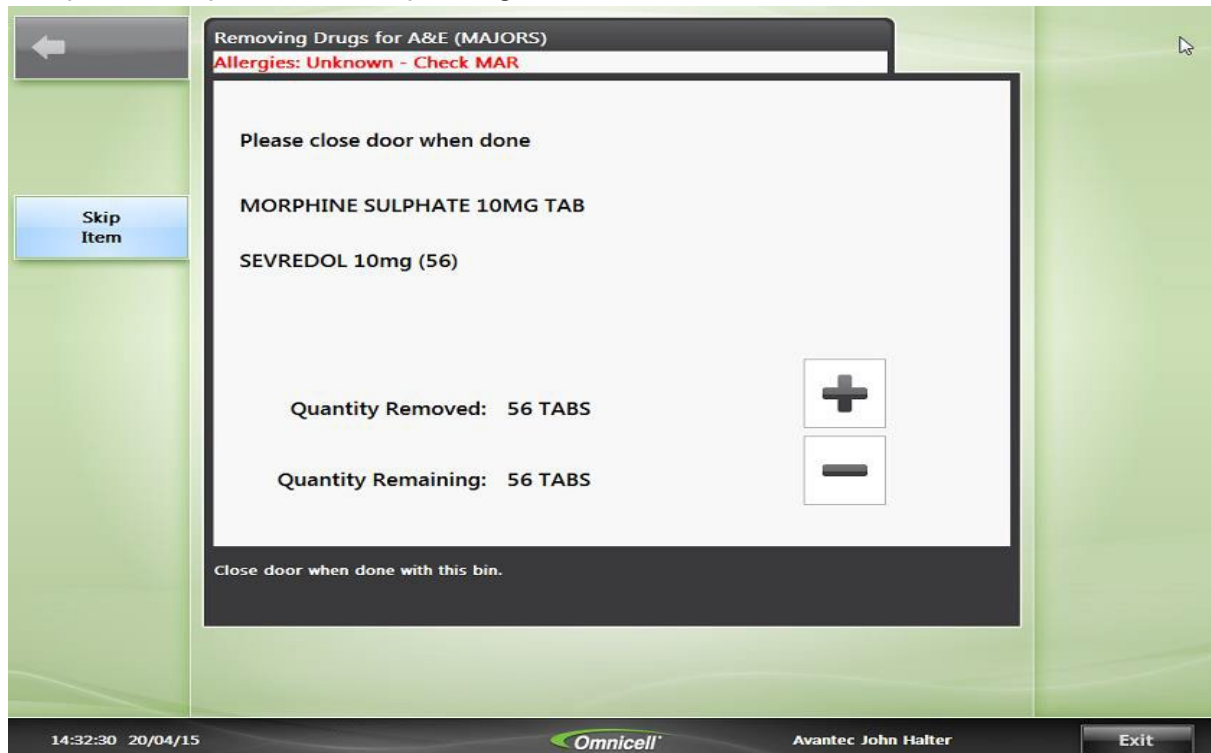 Removing Drugs for A&E (MAJORS)
Allergies: Unknown - Check MAR
Please close door when done
MORPHINE SULPHATE 10MG TAB
Skip
Item
SEVREDOL 10mg (56)
Quantity Removed: 56 TABS
Quantity Remaining: 56 TABS
Close door when done with this bin.
14:32:30 20/04/15
Omnicell
Avantec John Halter
Exit